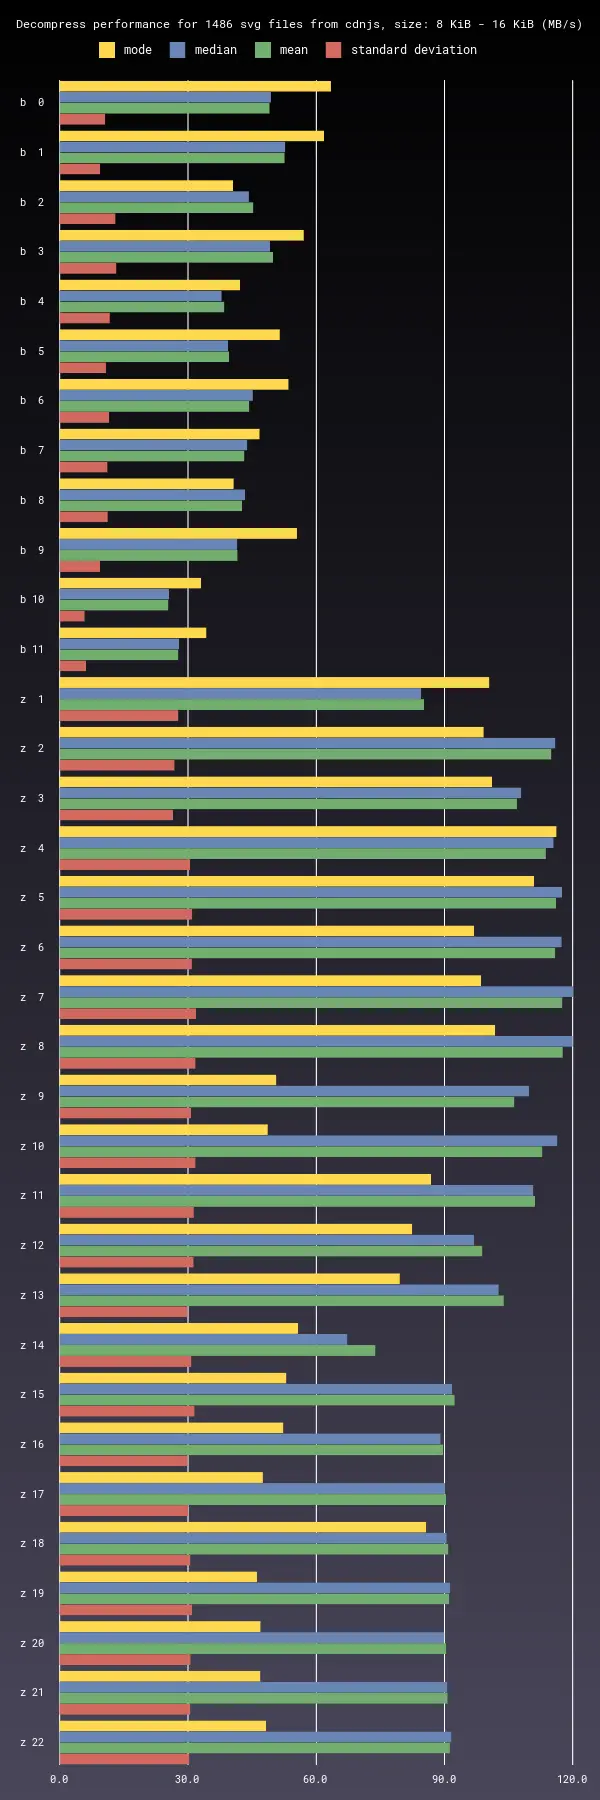 Decompress performance for 1486 svg files from cdnjs, size: 8 KiB - 16 KiB (MB/s)
mode median mean standard deviation
b 0
b 1
b 2
b 3
b 4
b 5
b 6
b 7
b 8
b 9
b 10
b 11
z 1
z 2
z 3
z 4
z 5
z 6
z 7
z 8
z 9
z 10
z 11
z 12
z 13
z 14
z 15
z 16
z 17
z 18
z 19
z 20
z 21
z 22
0.0 30.0 60.0 90.0 120.0